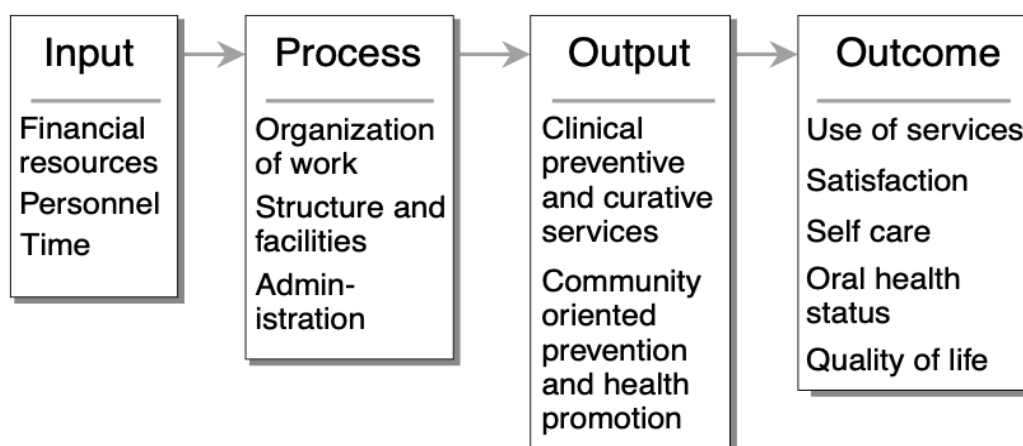 Input
Financial
resources
Personnel
Time
Process
Organization
of work
Structure and
facilities
Admin-
istration
Output
Clinical
preventive
and curative
services
Community
oriented
prevention
and health
promotion
Outcome
Use of services
Satisfaction
Self care
Oral health
status
Quality of life